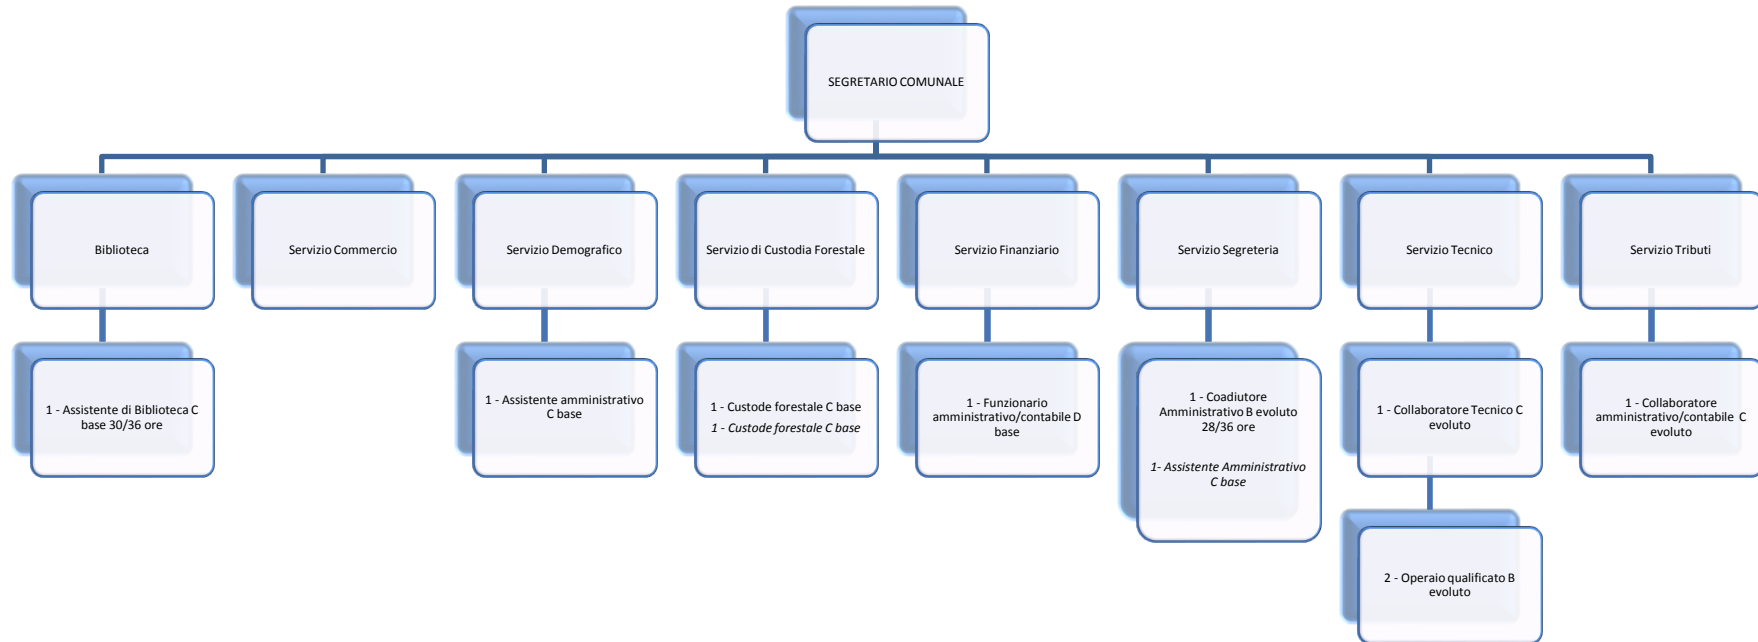 SEGRETARIO COMUNALE
Biblioteca
Servizio Commercio
Servizio Demografico
Servizio di Custodia Forestale
Servizio Finanziario
Servizio Segreteria
Servizio Tecnico
Servizio Tributi
1 - Assistente di Biblioteca C
base 30/36 ore
1 - Assistente amministrativo
C base
1 - Custode forestale C base
1 - Custode forestale C base
1 - Funzionario
amministrativo/contabile D
base
1 - Coadiutore
Amministrativo B evoluto
28/36 ore
1- Assistente Amministrativo
C base
1 - Collaboratore Tecnico C
evoluto
1 - Collaboratore
amministrativo/contabile C
evoluto
2 - Operaio qualificato B
evoluto